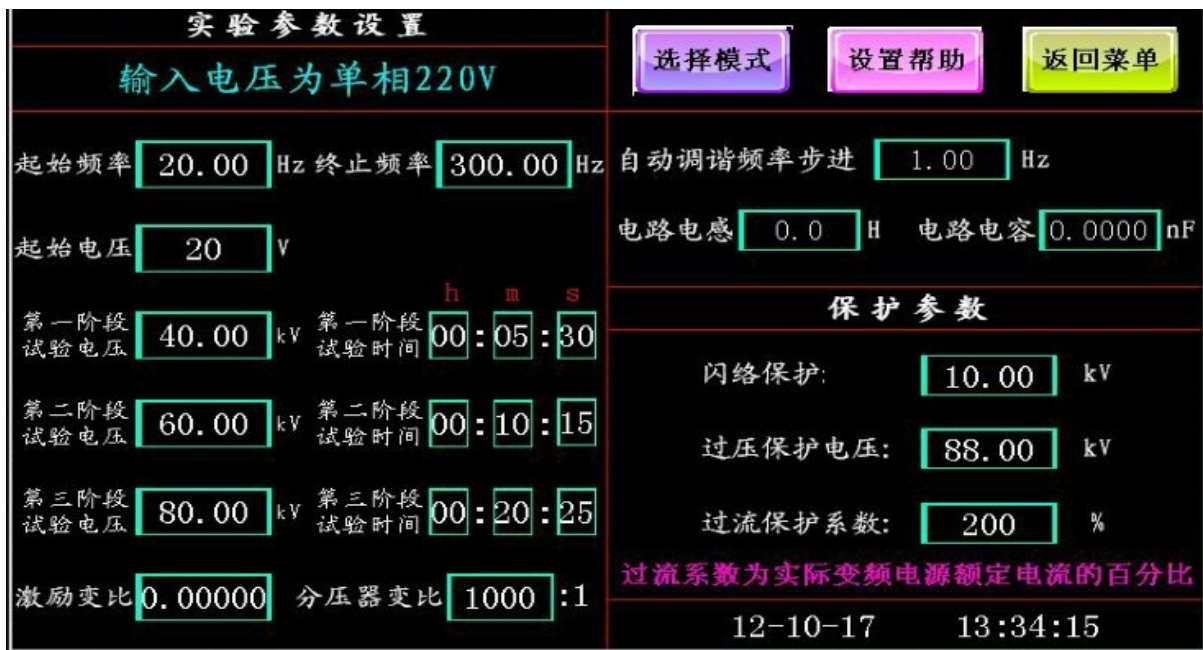 实验参数设置
输入电压为单相220V
选择模式 设置帮助 返回菜单
起始频率 20.00 Hz 终止频率 300.00 Hz
起始电压 20 V
h m s
第一阶段试验电压 40.00 kV 第一阶段试验时间 00:05:30
第二阶段试验电压 60.00 kV 第二阶段试验时间 00:10:15
第三阶段试验电压 80.00 kV 第三阶段试验时间 00:20:25
激励变比 0.00000 分压器变比 1000 :1
自动调谐频率步进 1.00 Hz
电路电感 0.0 H 电路电容 0.0000 nF
保护参数
闪络保护: 10.00 kV
过压保护电压: 88.00 kV
过流保护系数: 200 %
过流系数为实际变频电源额定电流的百分比
12-10-17 13:34:15